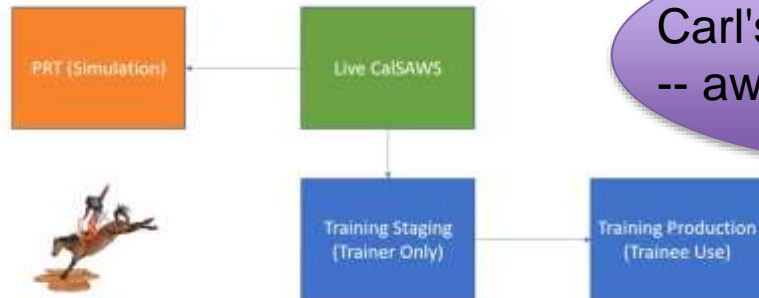 Carl's
-- aw
PRT (Simulation)
Live CalSAWS
Training Staging
(Trainer Only)
Training Production
(Trainee Use)